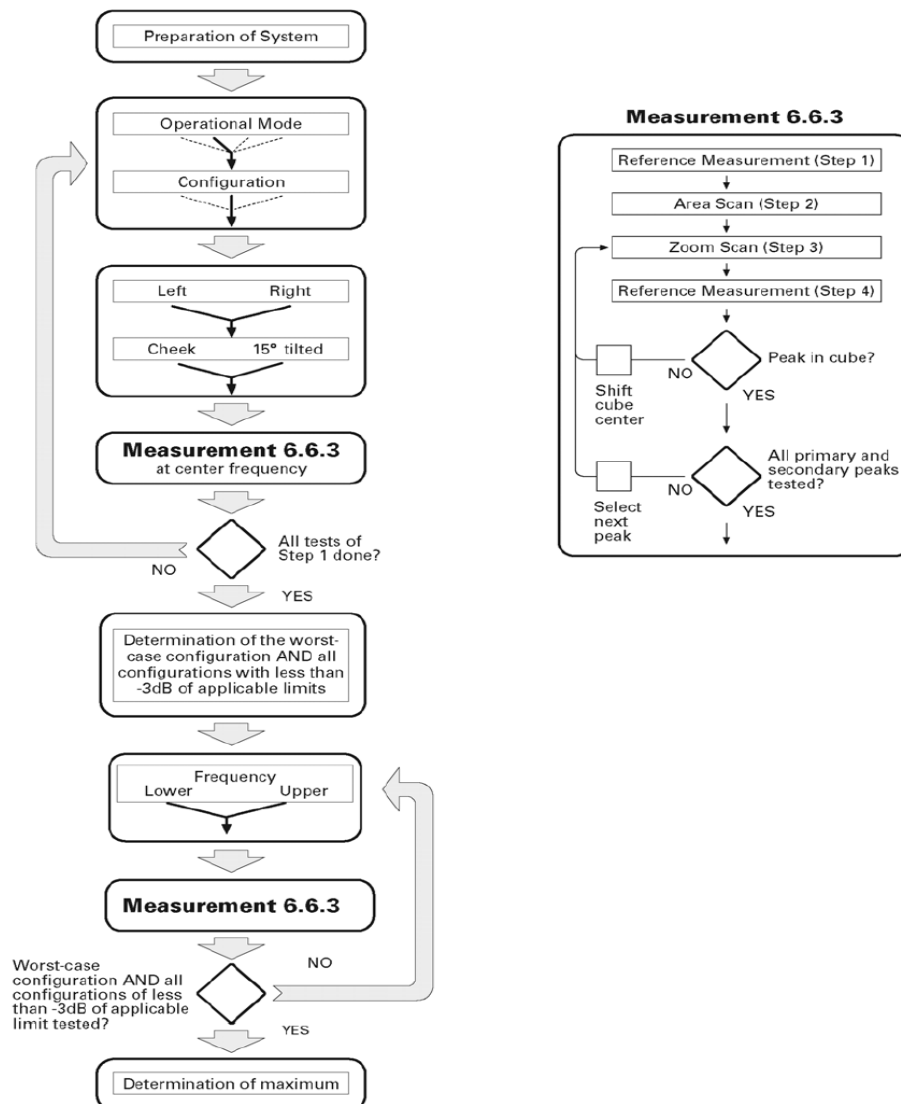 Preparation of System
Operational Mode
Configuration
Left Right
Cheek 15° tilted
Measurement 6.6.3
at center frequency
All tests of
Step 1 done?
NO
YES
Determination of the worst-
case configuration AND all
configurations with less than
-3dB of applicable limits
Frequency
Lower Upper
Measurement 6.6.3
Worst-case
configuration AND all
configurations of less
than -3dB of applicable
limit tested?
NO
YES
Determination of maximum
Measurement 6.6.3
Reference Measurement (Step 1)
Area Scan (Step 2)
Zoom Scan (Step 3)
Reference Measurement (Step 4)
Peak in cube?
NO
Shift
cube
center
YES
All primary and
secondary peaks
tested?
NO
Select
next
peak
YES